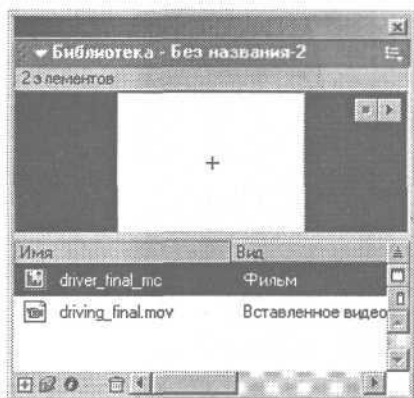 Библиотека - Без названия-2
2 элементов
Имя Вид
driver_final_mc Фильм
driving_final.mov Вставленное видео